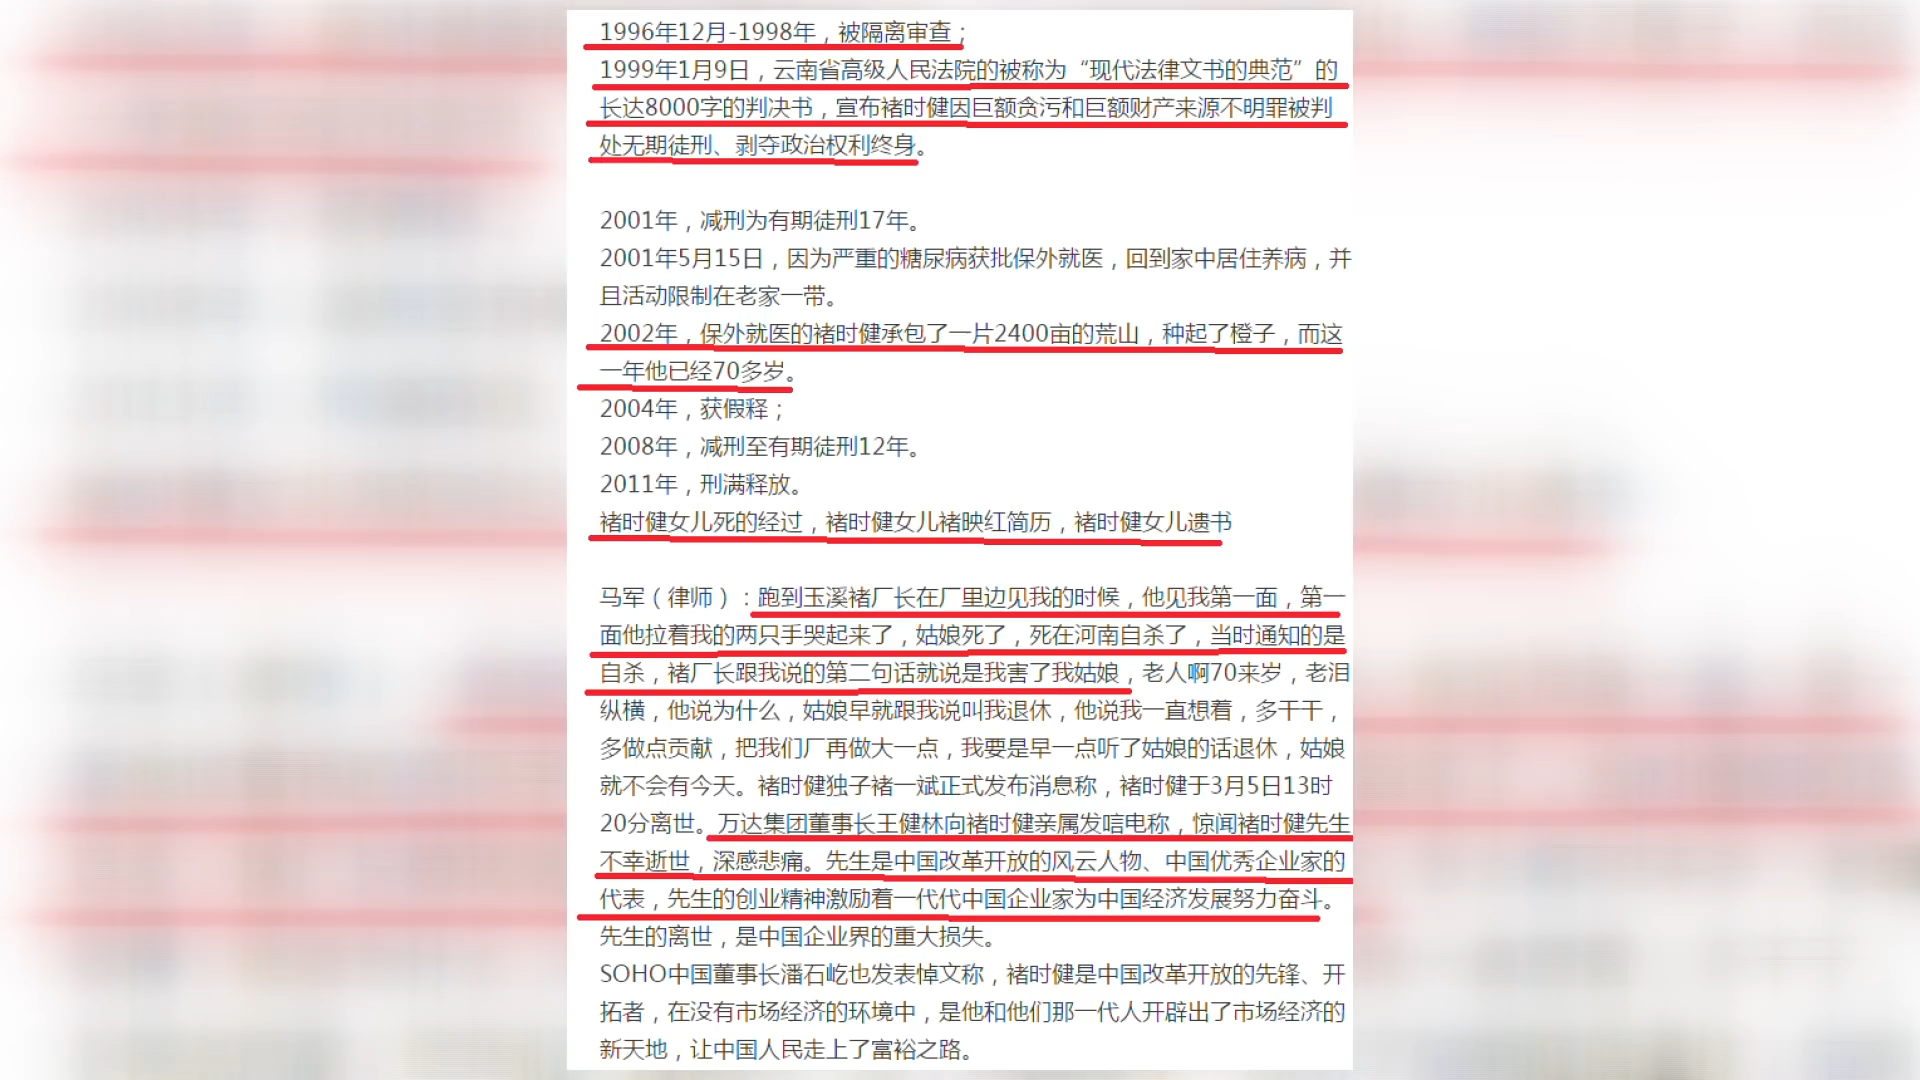 1996年12月-1998年，被隔离审查；
1999年1月9日，云南省高级人民法院的被称为“现代法律文书的典范”的
长达8000字的判决书，宣布褚时健因巨额贪污和巨额财产来源不明罪被判
处无期徒刑、剥夺政治权利终身。
2001年，减刑为有期徒刑17年。
2001年5月15日，因为严重的糖尿病获批保外就医，回到家中居住养病，并
且活动限制在老家一带。
2002年，保外就医的褚时健承包了一片2400亩的荒山，种起了橙子，而这
一年他已经70多岁。
2004年，获假释；
2008年，减刑至有期徒刑12年。
2011年，刑满释放。
褚时健女儿死的经过，褚时健女儿褚映红简历，褚时健女儿遗书
马军（律师）：跑到玉溪褚厂长在厂里边见我的时候，他见我第一面，第一
面他拉着我的两只手哭起来了，姑娘死了，死在河南自杀了，当时通知的是
自杀，褚厂长跟我说的第二句话就说是我害了我姑娘，老人啊70来岁，老泪
纵横，他说为什么，姑娘早就跟我说叫我退休，他说我一直想着，多干干，
多做点贡献，把我们厂再做大一点，我要是早一点听了姑娘的话退休，姑娘
就不会有今天。褚时健独子褚一斌正式发布消息称，褚时健于3月5日13时
20分离世。万达集团董事长王健林向褚时健亲属发唁电称，惊闻褚时健先生
不幸逝世，深感悲痛。先生是中国改革开放的风云人物、中国优秀企业家的
代表，先生的创业精神激励着一代代中国企业家为中国经济发展努力奋斗。
先生的离世，是中国企业界的重大损失。
SOHO中国董事长潘石屹也发表悼文称，褚时健是中国改革开放的先锋、开
拓者，在没有市场经济的环境中，是他和他们那一代人开辟出了市场经济的
新天地，让中国人民走上了富裕之路。